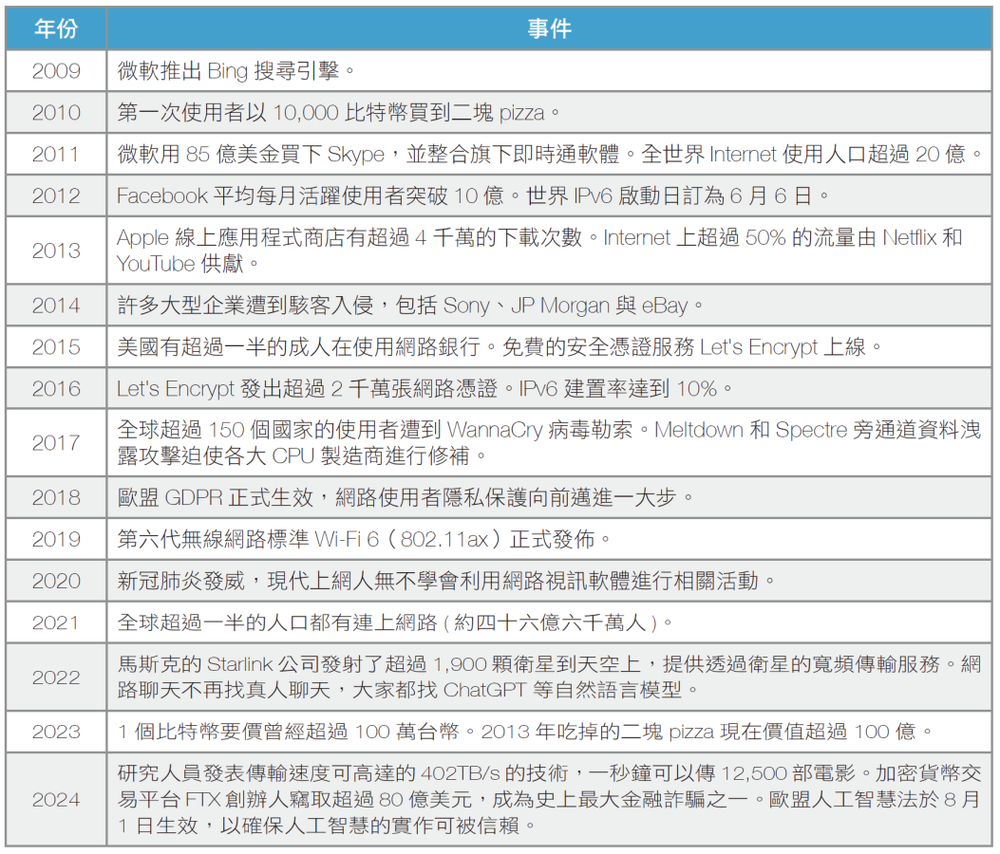 年份 事件
2009 微軟推出 Bing 搜尋引擎。
2010 第一次使用者以 10,000 比特幣買到二塊 pizza。
2011 微軟用 85 億美金買下 Skype，並整合旗下即時通軟體。全世界 Internet 使用人口超過 20 億。
2012 Facebook 平均每月活躍使用者突破 10 億。世界 IPv6 啟動日訂為 6 月 6 日。
2013 Apple 線上應用程式商店有超過 4 千萬的下載次數。Internet 上超過 50% 的流量由 Netflix 和
YouTube 供獻。
2014 許多大型企業遭到駭客入侵，包括 Sony、JP Morgan 與 eBay。
2015 美國有超過一半的成人在使用網路銀行。免費的安全憑證服務 Let's Encrypt 上線。
2016 Let's Encrypt 發出超過 2 千萬張網路憑證。IPv6 建置率達到 10%。
2017 全球超過 150 個國家的使用者遭到 WannaCry 病毒勒索。Meltdown 和 Spectre 旁通道資料洩
露攻擊迫使各大 CPU 製造商進行修補。
2018 歐盟 GDPR 正式生效，網路使用者隱私保護向前邁進一大步。
2019 第六代無線網路標準 Wi-Fi 6（802.11ax）正式發佈。
2020 新冠肺炎發威，現代上網人無不學會利用網路視訊軟體進行相關活動。
2021 全球超過一半的人口都有連上網路 ( 約四十六億六千萬人 )。
2022 馬斯克的 Starlink 公司發射了超過 1,900 顆衛星到天空上，提供透過衛星的寬頻傳輸服務。網
路聊天不再找真人聊天，大家都找 ChatGPT 等自然語言模型。
2023 1 個比特幣要價曾經超過 100 萬台幣。2013 年吃掉的二塊 pizza 現在價值超過 100 億。
2024 研究人員發表傳輸速度可高達的 402TB/s 的技術，一秒鐘可以傳 12,500 部電影。加密貨幣交
易平台 FTX 創辦人竊取超過 80 億美元，成為史上最大金融詐騙之一。歐盟人工智慧法於 8 月
1 日生效，以確保人工智慧的實作可被信賴。